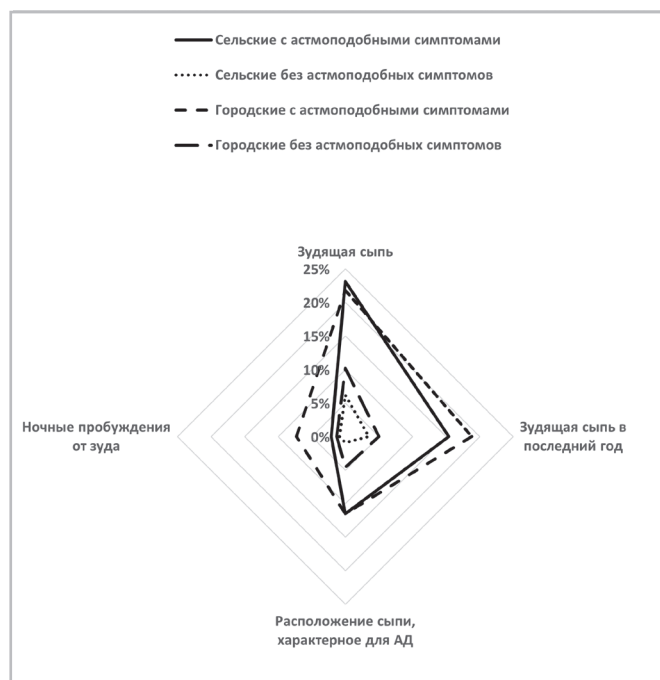 Сельские с астмоподобными симптомами
Сельские без астмоподобных симптомов
Городские с астмоподобными симптомами
Городские без астмоподобных симптомов
Зудящая сыпь
25%
20%
15%
10%
5%
0%
Ночные пробуждения
от зуда
Зудящая сыпь в
последний год
Расположение сыпи,
характерное для АД